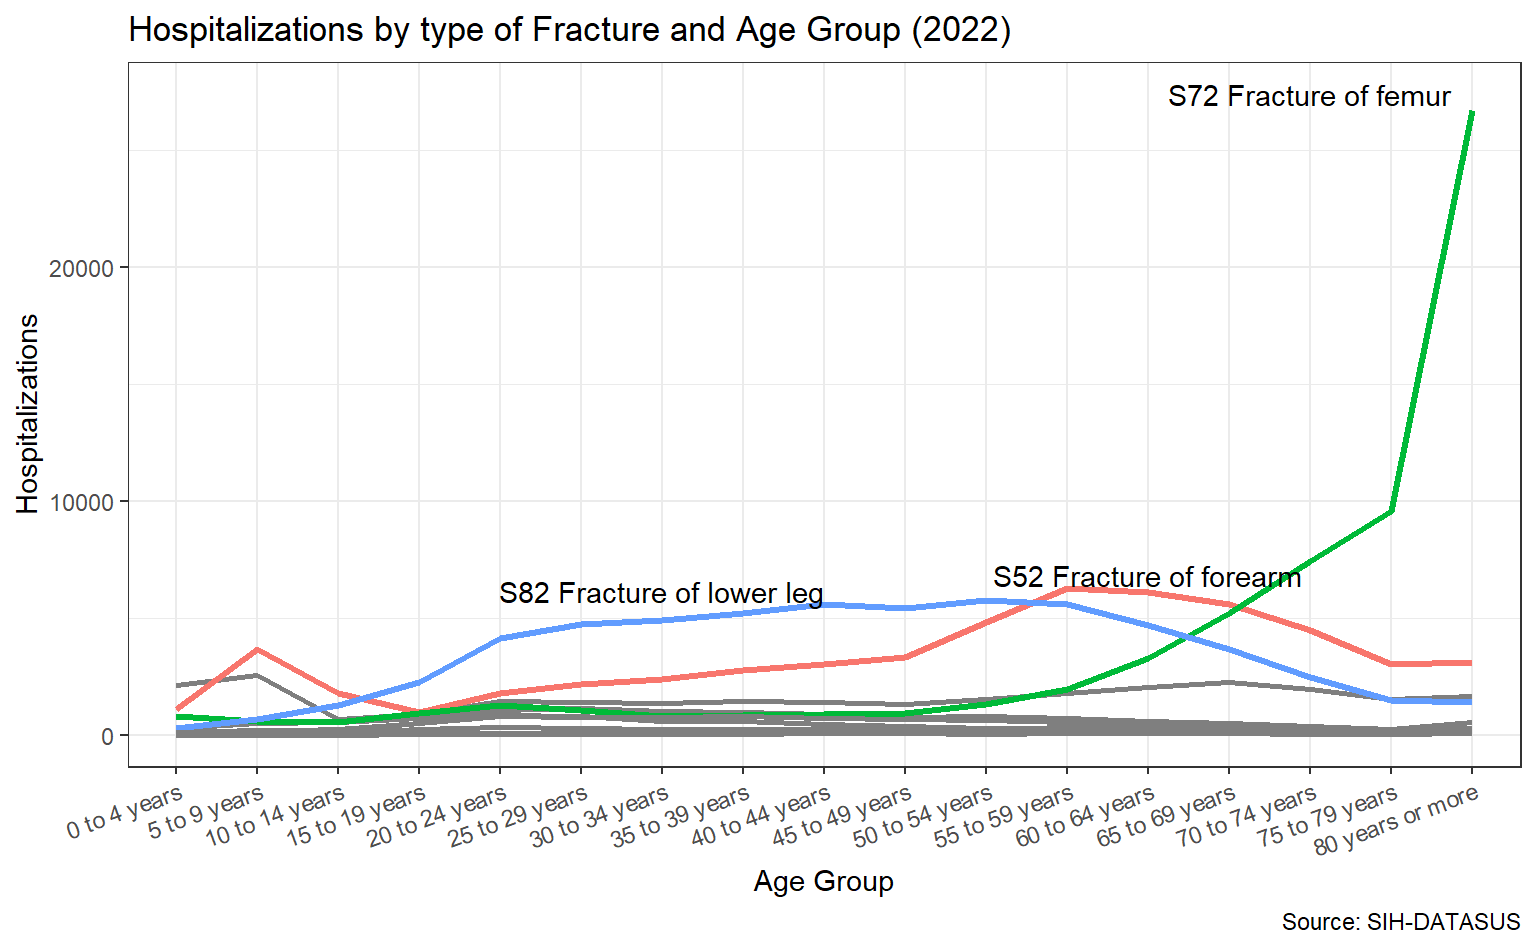 Hospitalizations by type of Fracture and Age Group (2022)
S72 Fracture of femur
20000
Hospitalizations
10000
S52 Fracture of forearm
S82 Fracture of lower leg
0
0 to 4 years
5 to 9 years
10 to 14 years
15 to 19 years
20 to 24 years
25 to 29 years
30 to 34 years
35 to 39 years
40 to 44 years
45 to 49 years
50 to 54 years
55 to 59 years
60 to 64 years
65 to 69 years
70 to 74 years
75 to 79 years
80 years or more
Age Group
Source: SIH-DATASUS